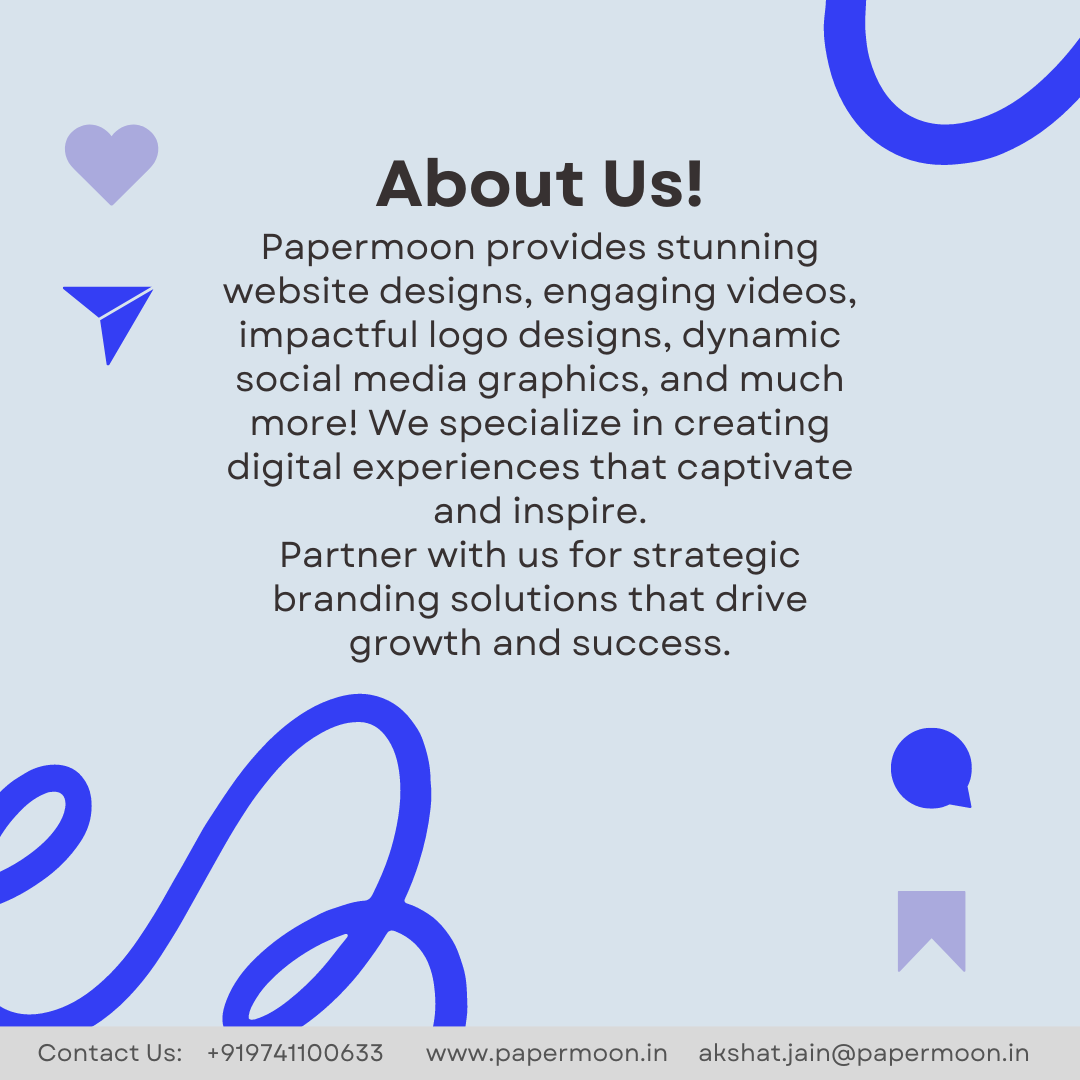 About Us!
Papermoon provides stunning
website designs, engaging videos,
impactful logo designs, dynamic
social media graphics, and much
more! We specialize in creating
digital experiences that captivate
and inspire.
Partner with us for strategic
branding solutions that drive
growth and success.
Contact Us: +919741100633 www.papermoon.in akshat.jain@papermoon.in